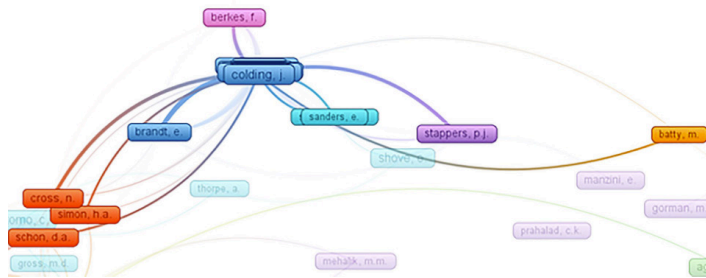 berkes, f.
colding, j.
sanders, e.
brandt, e.
stappers, p.j.
batty, m.
shove, e.
manzini, e.
thorpe, a.
cross, n.
simon, h.a.
gorman, m
schon, d.a.
prahalad, c.k.
gross, m.d.
mehalik, m.m.